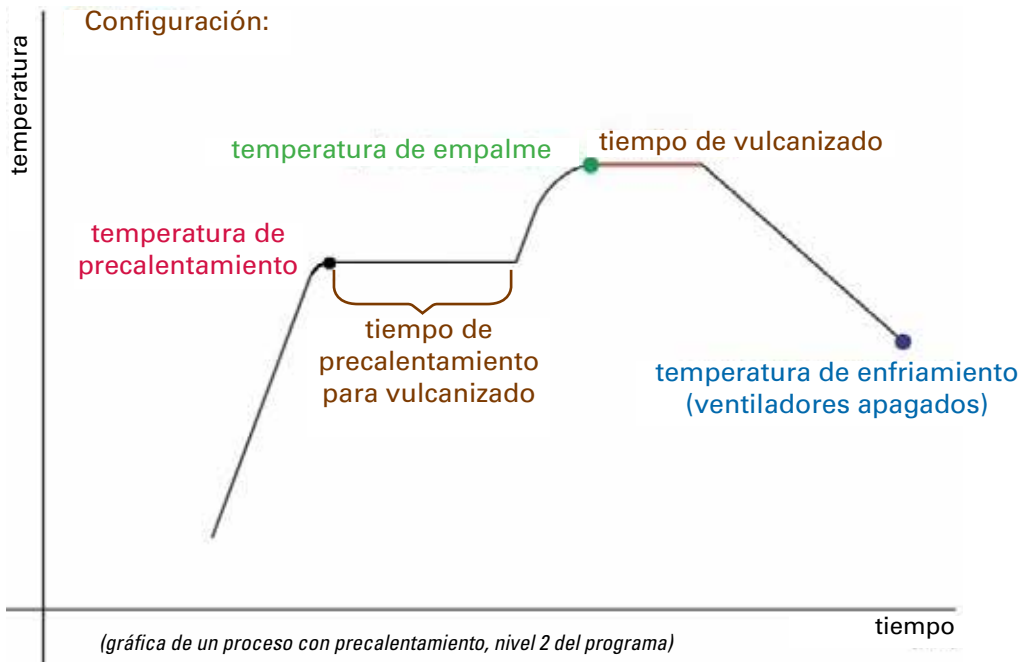 Configuración:
temperatura
temperatura de empalme
tiempo de vulcanizado
temperatura de
precalentamiento
tiempo de
precalentamiento
para vulcanizado
temperatura de enfriamiento
(ventiladores apagados)
tiempo
(gráfica de un proceso con precalentamiento, nivel 2 del programa)